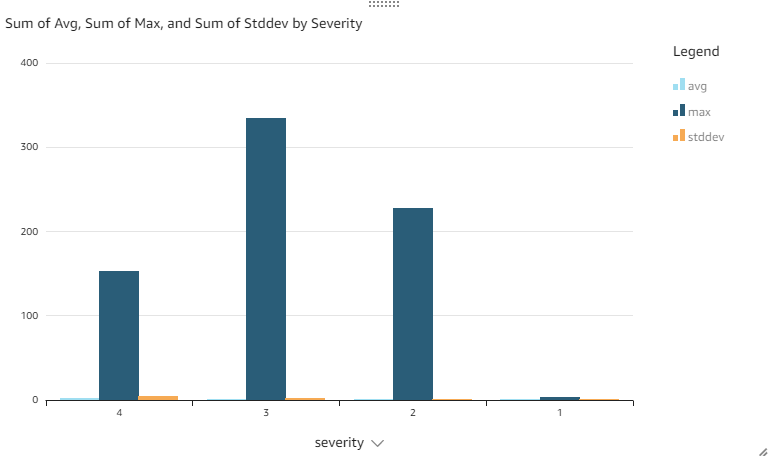 Sum of Avg, Sum of Max, and Sum of Stddev by Severity
Legend
avg
max
stddev
400
300
200
100
0
4 3 2 1
severity